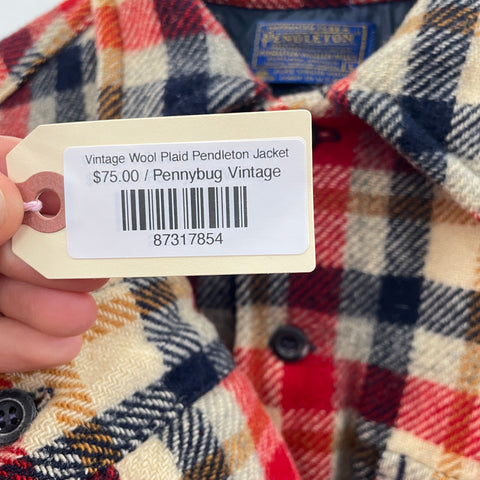 PENDLETON
Vintage Wool Plaid Pendleton Jacket
$75.00 / Pennybug Vintage
87317854